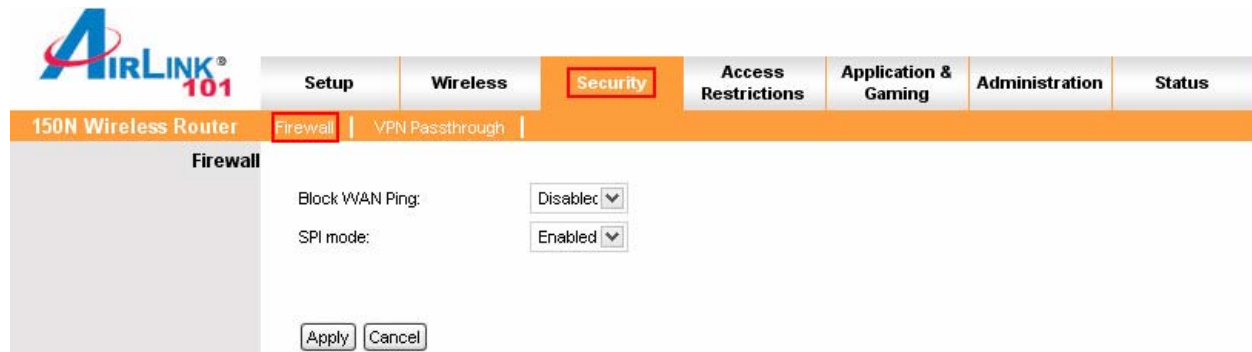 AIRLINK®
101
Setup
Wireless
Security
Access
Restrictions
Application &
Gaming
Administration
Status
150N Wireless Router
Firewall
VPN Passthrough
Firewall
Block WAN Ping:
Disablec
SPI mode:
Enabled
Apply
Cancel